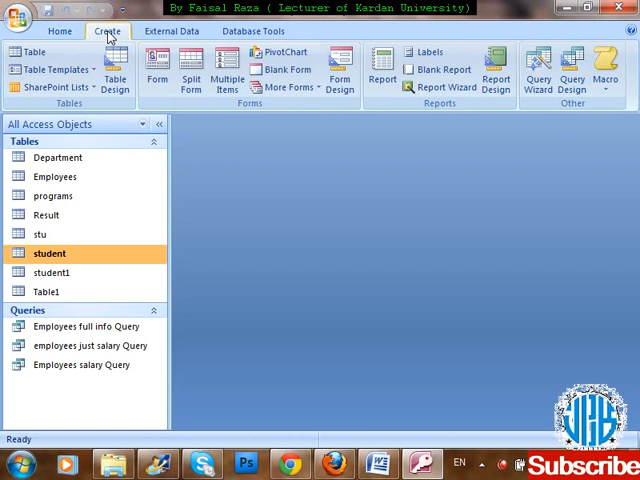 By Faisal Raza ( Lecturer of Kardan University)
Home Create External Data Database Tools
Table
Table Templates
SharePoint Lists
Table Design
Tables
Form
Split Form
Multiple Items
PivotChart
Blank Form
More Forms
Form Design
Forms
Report
Labels
Blank Report
Report Wizard
Report Design
Reports
Query Wizard
Query Design
Macro
Other
All Access Objects
Tables
Department
Employees
programs
Result
stu
student
student1
Table1
Queries
Employees full info Query
employees just salary Query
Employees salary Query
Ready
Ps
W
EN
Subscribe